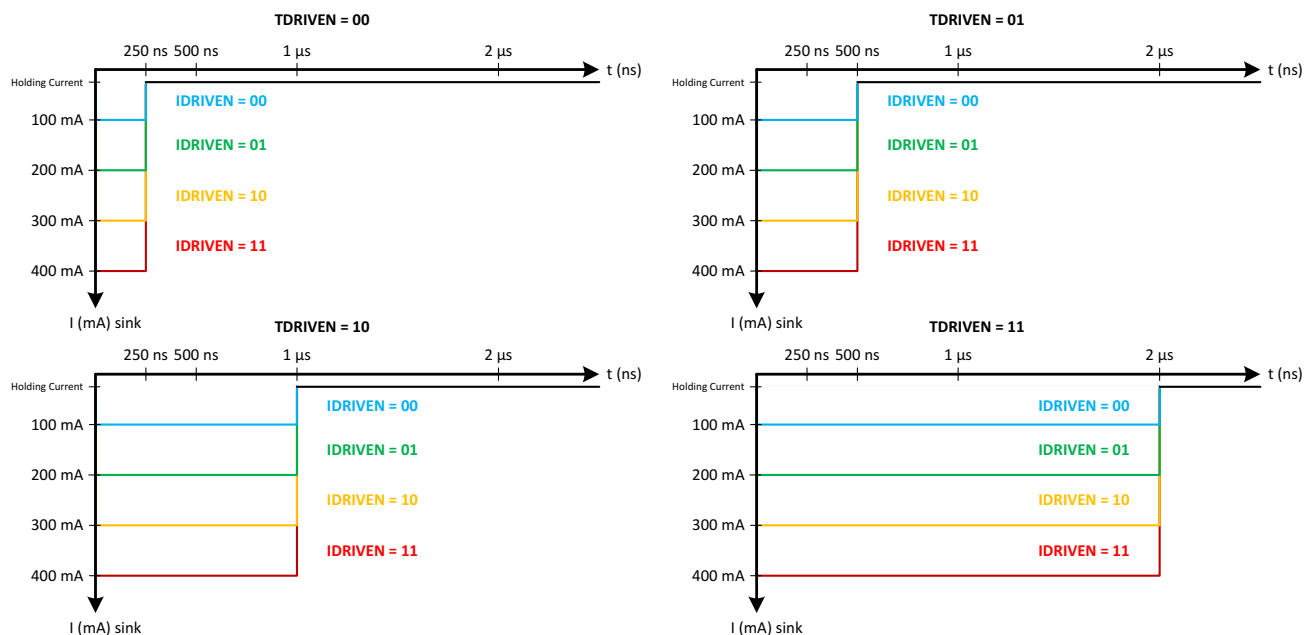 TDRIVEN = 00
250 ns 500 ns 1 µs 2 µs
t (ns)
Holding Current
IDRIVEN = 00
100 mA
IDRIVEN = 01
200 mA
IDRIVEN = 10
300 mA
IDRIVEN = 11
400 mA
I (mA) sink
TDRIVEN = 01
250 ns 500 ns 1 µs 2 µs
t (ns)
Holding Current
IDRIVEN = 00
100 mA
IDRIVEN = 01
200 mA
IDRIVEN = 10
300 mA
IDRIVEN = 11
400 mA
I (mA) sink
TDRIVEN = 10
250 ns 500 ns 1 µs 2 µs
t (ns)
Holding Current
IDRIVEN = 00
100 mA
IDRIVEN = 01
200 mA
IDRIVEN = 10
300 mA
IDRIVEN = 11
400 mA
I (mA) sink
TDRIVEN = 11
250 ns 500 ns 1 µs 2 µs
t (ns)
Holding Current
IDRIVEN = 00
100 mA
IDRIVEN = 01
200 mA
IDRIVEN = 10
300 mA
IDRIVEN = 11
400 mA
I (mA) sink